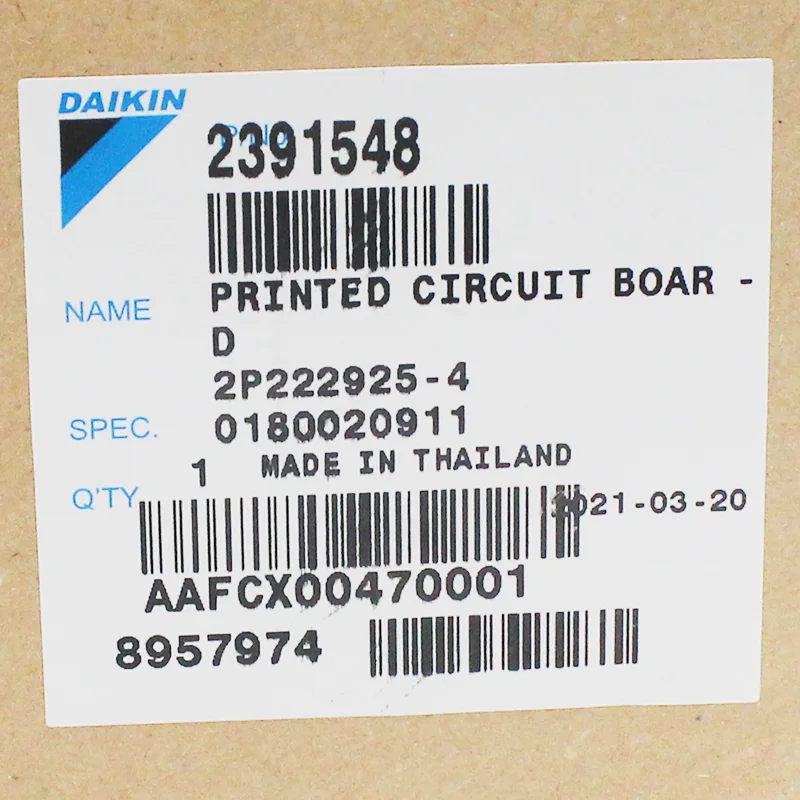 DAIKIN
P/NO.
2391548
NAME
PRINTED CIRCUIT BOAR -
D
2P222925-4
SPEC.
0180020911
Q'TY
1
MADE IN THAILAND
2021-03-20
AAFCX00470001
8957974